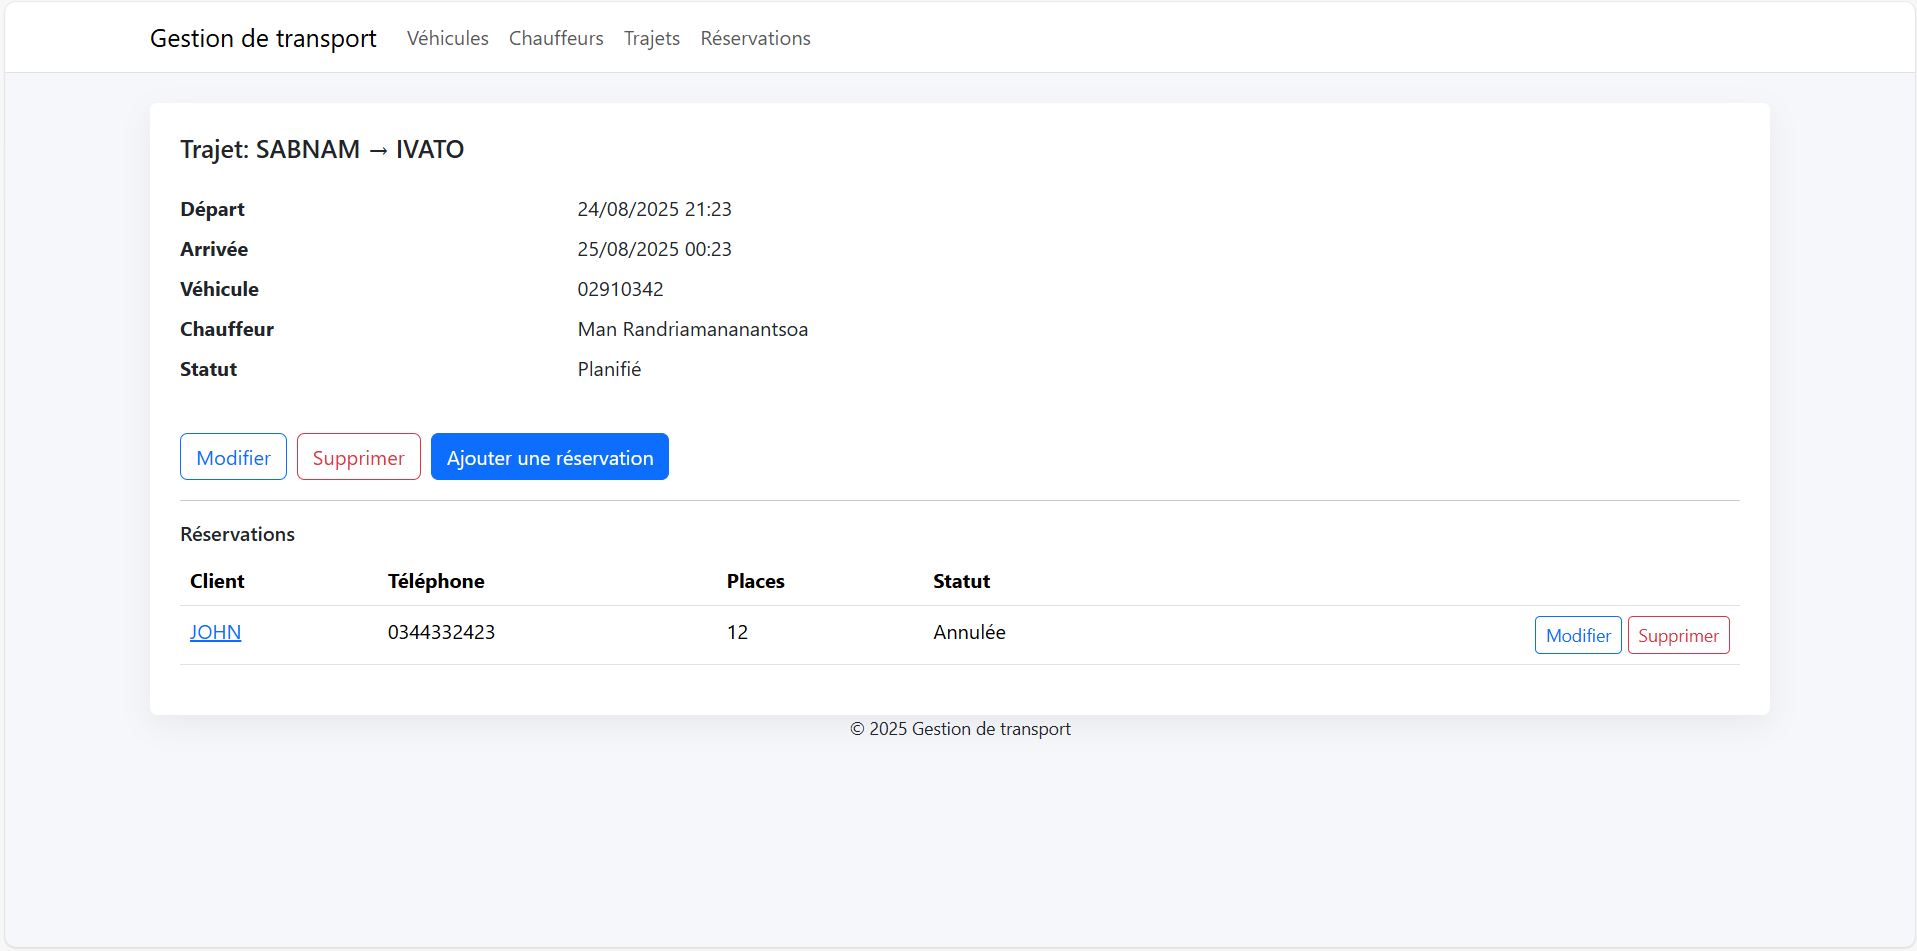 Gestion de transport Véhicules Chauffeurs Trajets Réservations
Trajet: SABNAM → IVATO
Départ 24/08/2025 21:23
Arrivée 25/08/2025 00:23
Véhicule 02910342
Chauffeur Man Randriamananantsoa
Statut Planifié
Modifier Supprimer Ajouter une réservation
Réservations
Client Téléphone Places Statut
JOHN 0344332423 12 Annulée Modifier Supprimer
© 2025 Gestion de transport